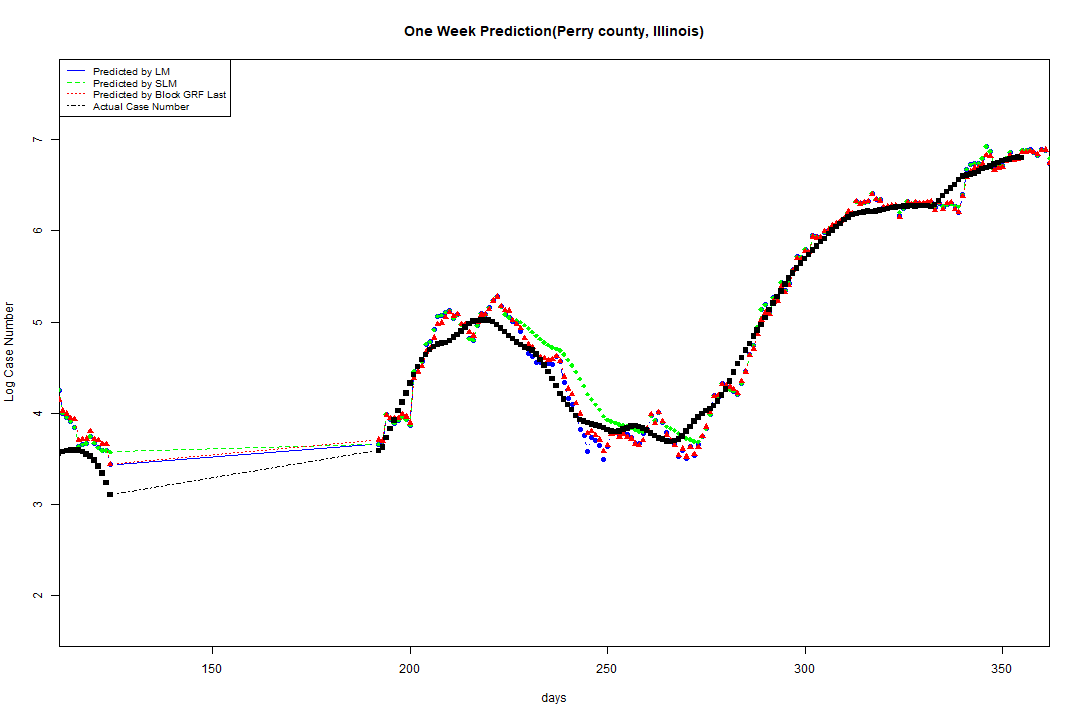 One Week Prediction(Perry county, Illinois)
Predicted by LM
Predicted by SLM
Predicted by Block GRF Last
Actual Case Number
7
6
5
4
3
2
Log Case Number
150 200 250 300 350
days